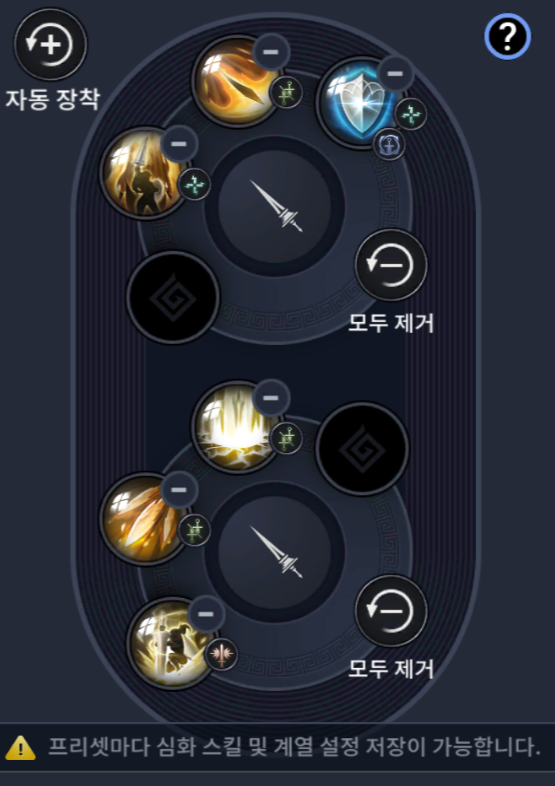 ?
자동 장착
모두 제거
모두 제거
프리셋마다 심화 스킬 및 계열 설정 저장이 가능합니다.